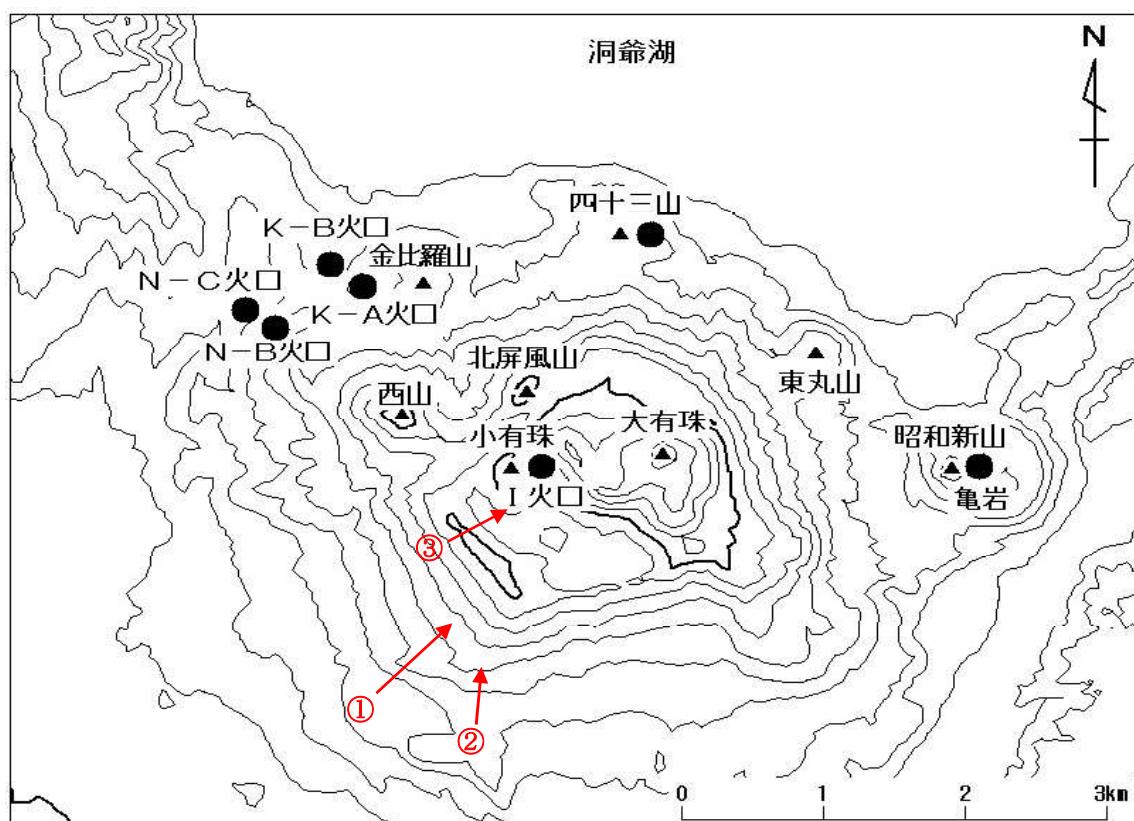 洞爺湖
N
四十三山
K－B火口
金比羅山
N－C火口
K－A火口
N－B火口
北屏風山
東丸山
西山
小有珠
大有珠
昭和新山
I 火口
亀岩
③
①
②
0 1 2 3km